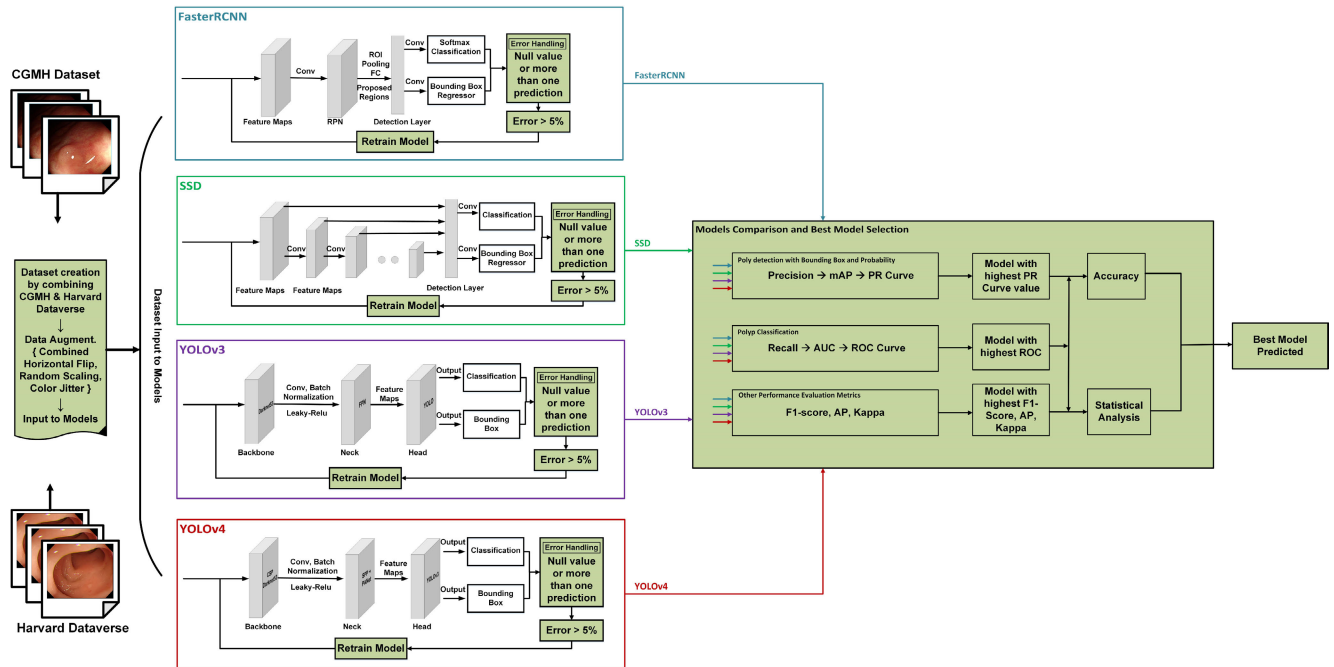 CGMH Dataset
Dataset creation
by combining
CGMH & Harvard
Dataverse
↓
Data Augment.
{ Combined
Horizontal Flip,
Random Scaling,
Color Jitter }
↓
Input to Models
Harvard Dataverse
Dataset Input to Models
FasterRCNN
Feature Maps
Conv
RPN
ROI
Pooling
FC
Proposed
Regions
Detection Layer
Conv
Conv
Softmax
Classification
Bounding Box
Regressor
Error Handling
Null value
or more
than one
prediction
Error > 5%
Retrain Model
FasterRCNN
SSD
Feature Maps
Conv
Feature Maps
Conv
Detection Layer
Conv
Conv
Classification
Bounding Box
Regressor
Error Handling
Null value
or more
than one
prediction
Error > 5%
Retrain Model
SSD
YOLOv3
Darknet53
Backbone
Conv, Batch
Normalization
Leaky-Relu
FPN
Neck
Feature
Maps
YOLO
Head
Output
Output
Classification
Bounding
Box
Error Handling
Null value
or more
than one
prediction
Error > 5%
Retrain Model
YOLOv3
YOLOv4
CSP
Darknet53
Backbone
Conv, Batch
Normalization
Leaky-Relu
SPP +
PANet
Neck
Feature
Maps
YOLOv3
Head
Output
Output
Classification
Bounding
Box
Error Handling
Null value
or more
than one
prediction
Error > 5%
Retrain Model
YOLOv4
Models Comparison and Best Model Selection
Poly detection with Bounding Box and Probability
Precision → mAP → PR Curve
Model with
highest PR
Curve value
Accuracy
Polyp Classification
Recall → AUC → ROC Curve
Model with
highest ROC
Other Performance Evaluation Metrics
F1-score, AP, Kappa
Model with
highest F1-
Score, AP,
Kappa
Statistical
Analysis
Best Model
Predicted